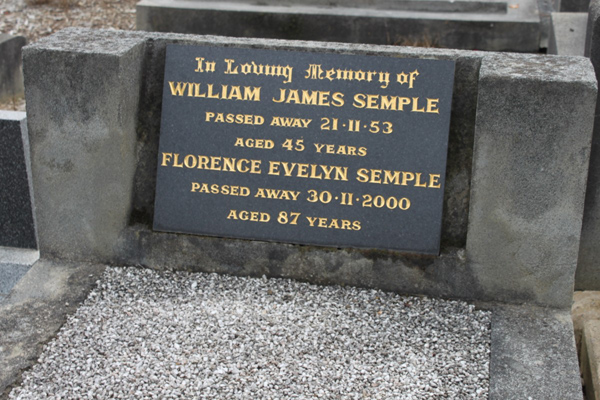 In Loving Memory of
WILLIAM JAMES SEMPLE
PASSED AWAY 21·11·53
AGED 45 YEARS
FLORENCE EVELYN SEMPLE
PASSED AWAY 30·11·2000
AGED 87 YEARS